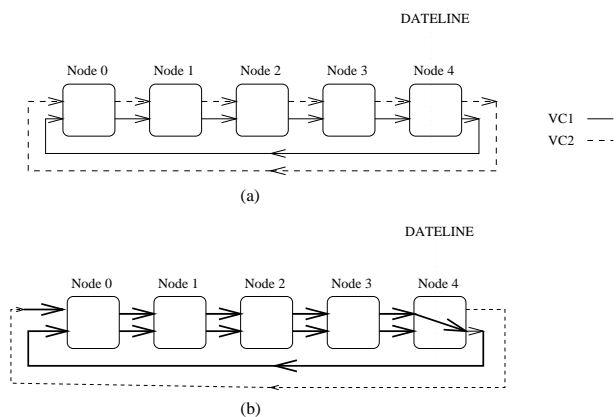 DATELINE
Node 0 Node 1 Node 2 Node 3 Node 4
VC1
VC2
(a)
DATELINE
Node 0 Node 1 Node 2 Node 3 Node 4
(b)